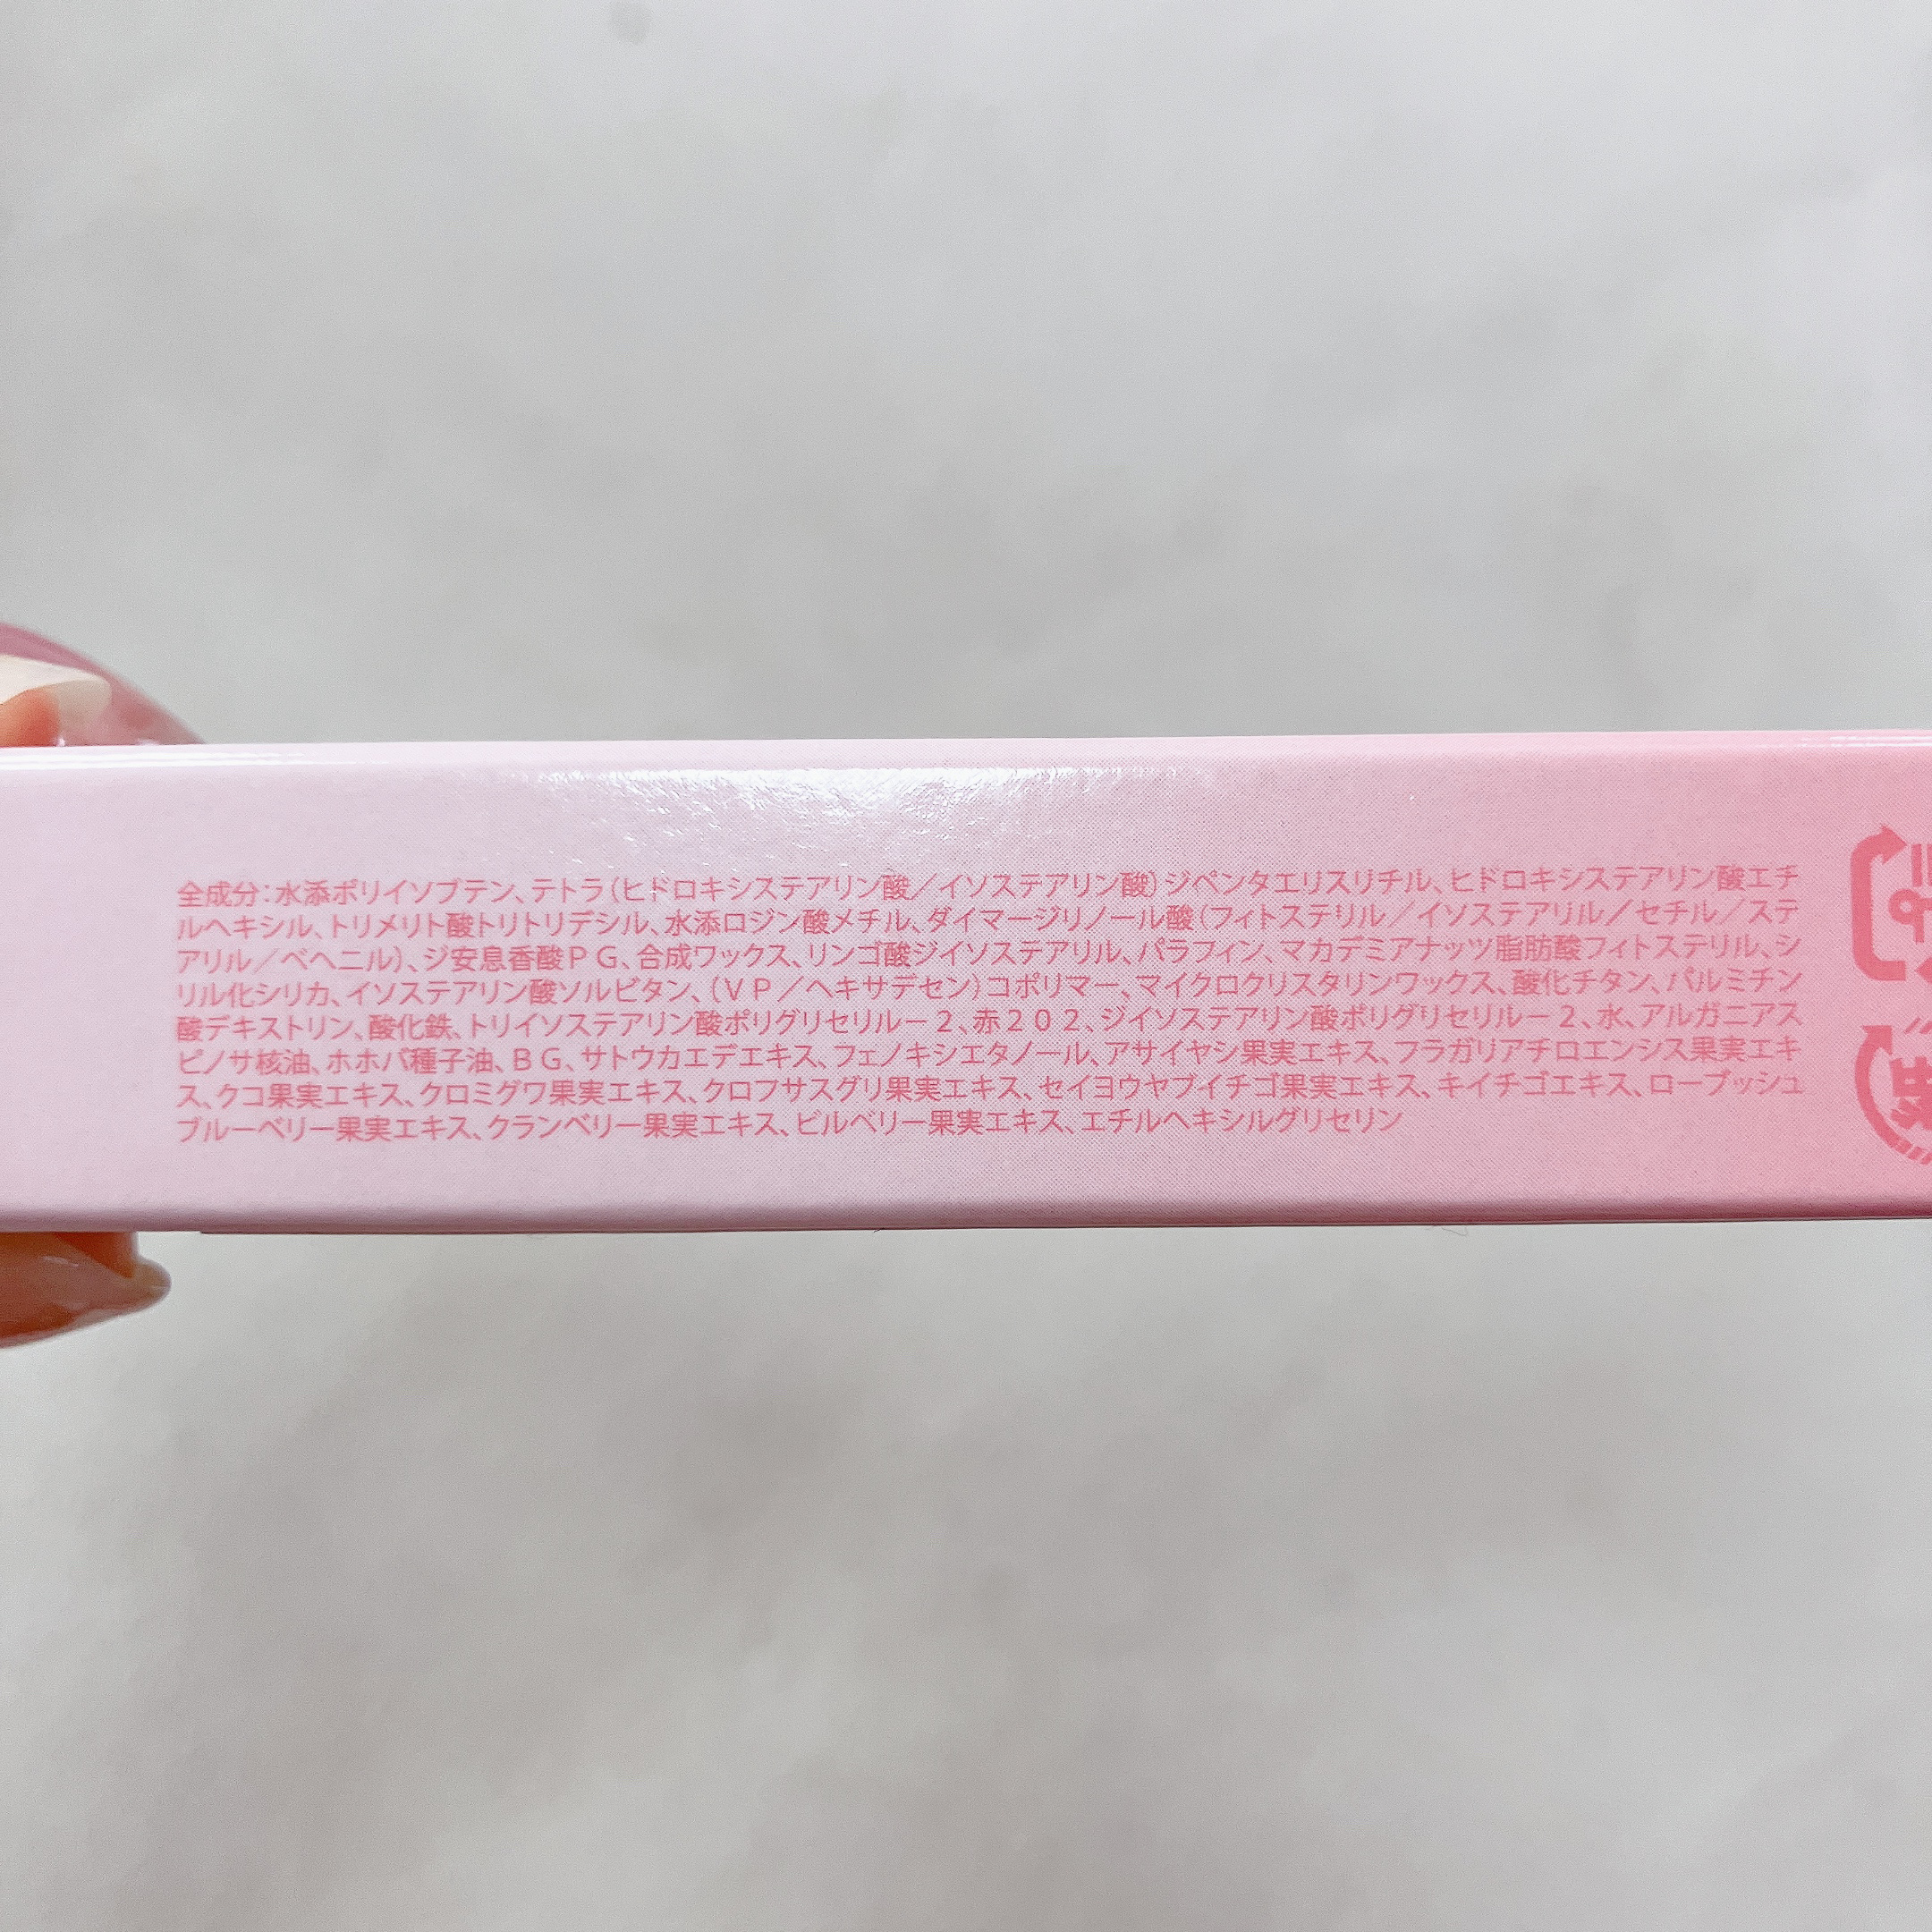 全成分：水添ポリイソブテン、テトラ（ヒドロキシステアリン酸／イソステアリン酸）ジペンタエリスリチル、ヒドロキシステアリン酸エチ
ルヘキシル、トリメリト酸トリトリデシル、水添ロジン酸メチル、ダイマージリノール酸（フィトステリル／イソステアリル／セチル／ステ
アリル／ベヘニル）、ジ安息香酸ＰＧ、合成ワックス、リンゴ酸ジイソステアリル、パラフィン、マカデミアナッツ脂肪酸フィトステリル、シ
リル化シリカ、イソステアリン酸ソルビタン、（ＶＰ／ヘキサデセン）コポリマー、マイクロクリスタリンワックス、酸化チタン、パルミチン
酸デキストリン、酸化鉄、トリイソステアリン酸ポリグリセリルー２、赤２０２、ジイソステアリン酸ポリグリセリルー２、水、アルガニアス
ピノサ核油、ホホバ種子油、ＢＧ、サトウカエデエキス、フェノキシエタノール、アサイヤシ果実エキス、フラガリアチロエンシス果実エキ
ス、クコ果実エキス、クロミグワ果実エキス、クロフサスグリ果実エキス、セイヨウヤブイチゴ果実エキス、キイチゴエキス、ローブッシュ
ブルーベリー果実エキス、クランベリー果実エキス、ビルベリー果実エキス、エチルヘキシルグリセリン